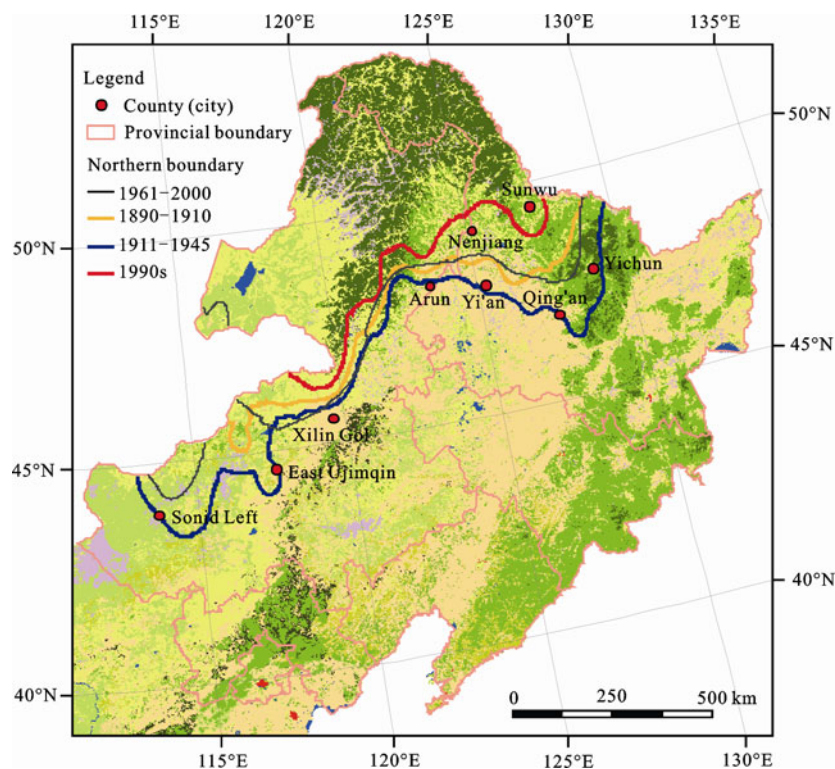 115°E 120°E 125°E 130°E 135°E
Legend
County (city)
Provincial boundary
Northern boundary
1961-2000
1890-1910
1911-1945
1990s
50°N
50°N
45°N
45°N
40°N
40°N
Sunwu
Nenjiang
Yichun
Arun
Yi'an
Qing'an
Xilin Gol
East Ujimqin
Sonid Left
0 250 500 km
115°E 120°E 125°E 130°E